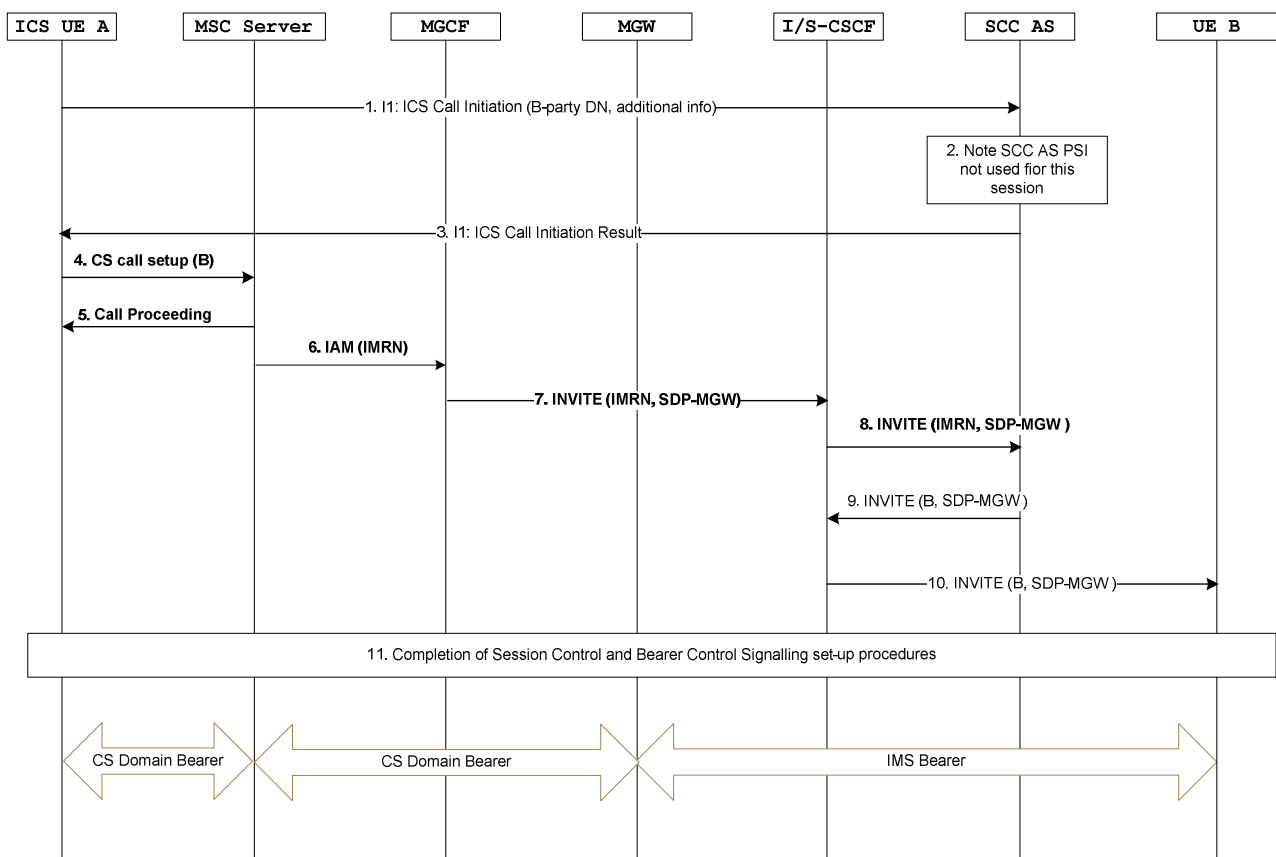 ICS UE A
MSC Server
MGCF
MGW
I/S-CSCF
SCC AS
UE B
1. I1: ICS Call Initiation (B-party DN, additional info)
2. Note SCC AS PSI
not used fior this
session
3. I1: ICS Call Initiation Result
4. CS call setup (B)
5. Call Proceeding
6. IAM (IMRN)
7. INVITE (IMRN, SDP-MGW)
8. INVITE (IMRN, SDP-MGW )
9. INVITE (B, SDP-MGW )
10. INVITE (B, SDP-MGW )
11. Completion of Session Control and Bearer Control Signalling set-up procedures
CS Domain Bearer
CS Domain Bearer
IMS Bearer